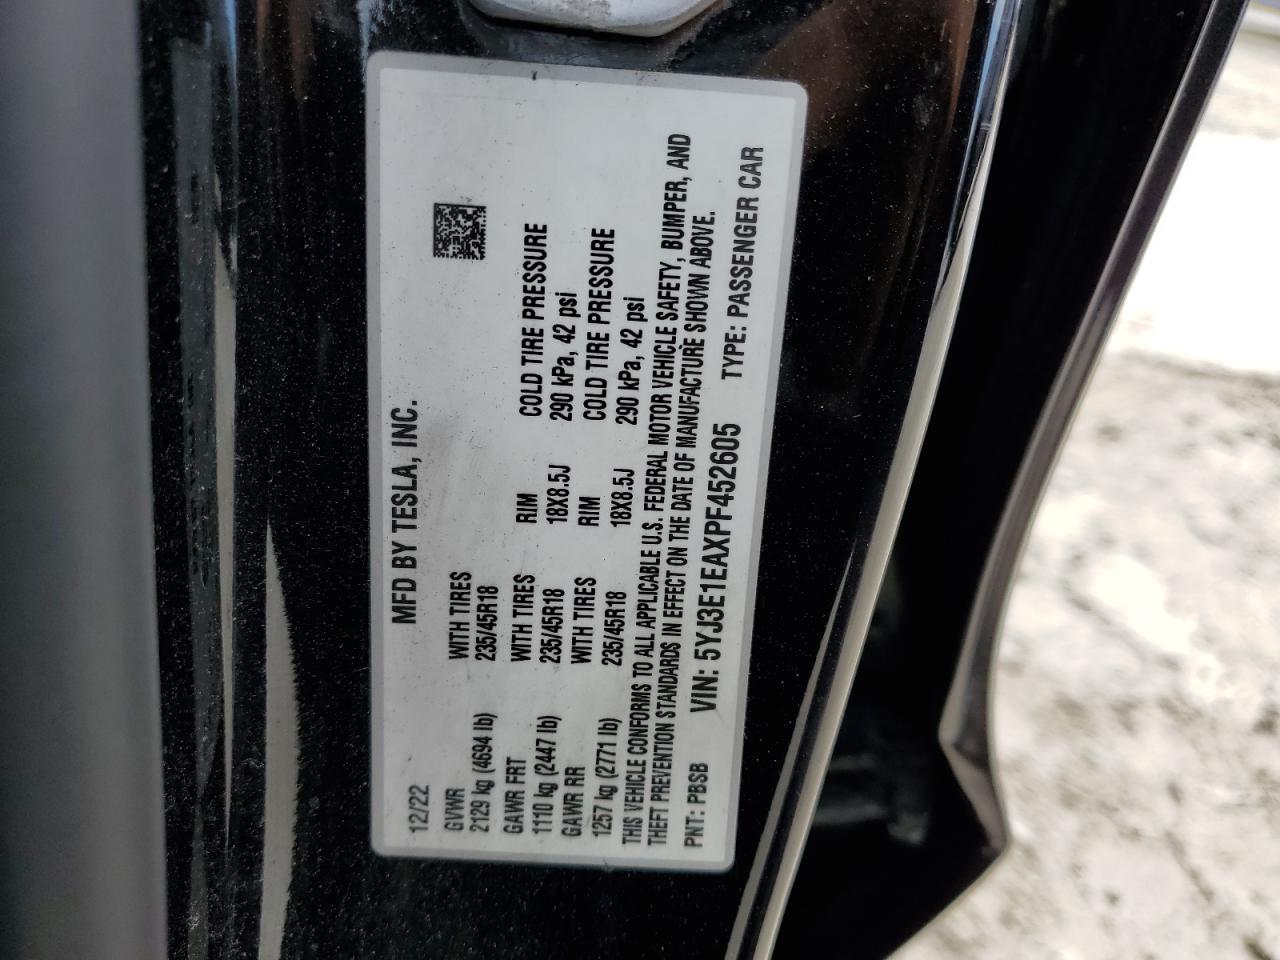 MFD BY TESLA, INC.
12/22
GVWR WITH TIRES
2129 kg (4694 lb) 235/45R18
GAWR FRT WITH TIRES RIM COLD TIRE PRESSURE
1110 kg (2447 lb) 235/45R18 18X8.5J 290 kPa, 42 psi
GAWR RR WITH TIRES RIM COLD TIRE PRESSURE
1257 kg (2771 lb) 235/45R18 18X8.5J 290 kPa, 42 psi
THIS VEHICLE CONFORMS TO ALL APPLICABLE U.S. FEDERAL MOTOR VEHICLE SAFETY, BUMPER, AND
THEFT PREVENTION STANDARDS IN EFFECT ON THE DATE OF MANUFACTURE SHOWN ABOVE.
PNT: PBSB VIN: 5YJ3E1EAXPF452605 TYPE: PASSENGER CAR